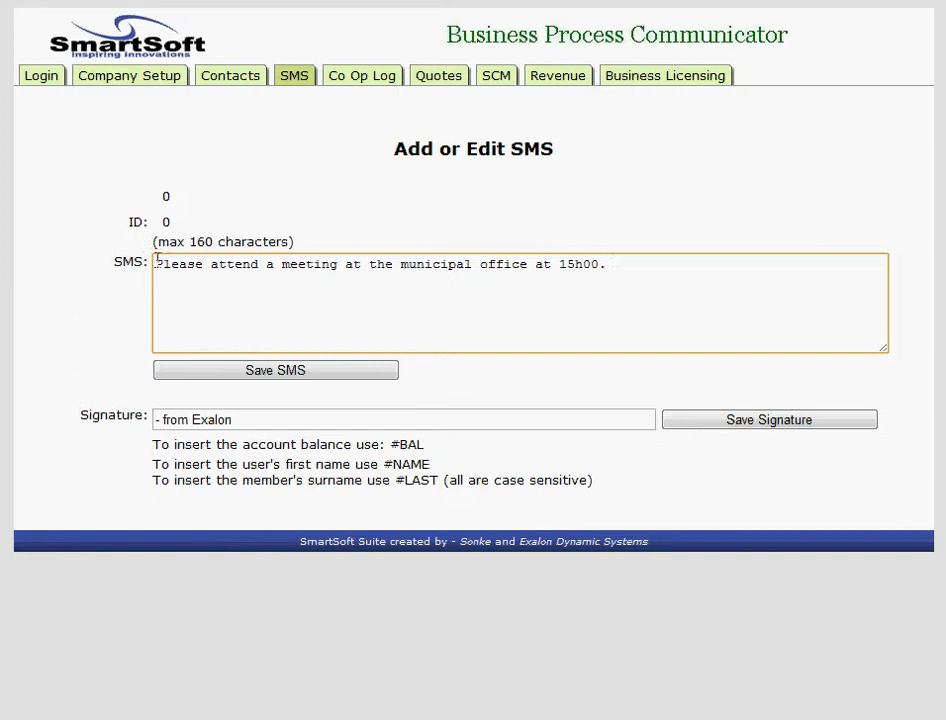 SmartSoft
Inspiring Innovations
Business Process Communicator
Login Company Setup Contacts SMS Co Op Log Quotes SCM Revenue Business Licensing
Add or Edit SMS
0
ID: 0
(max 160 characters)
SMS: Please attend a meeting at the municipal office at 15h00.
Save SMS
Signature: - from Exalon Save Signature
To insert the account balance use: #BAL
To insert the user's first name use #NAME
To insert the member's surname use #LAST (all are case sensitive)
SmartSoft Suite created by - Sonke and Exalon Dynamic Systems